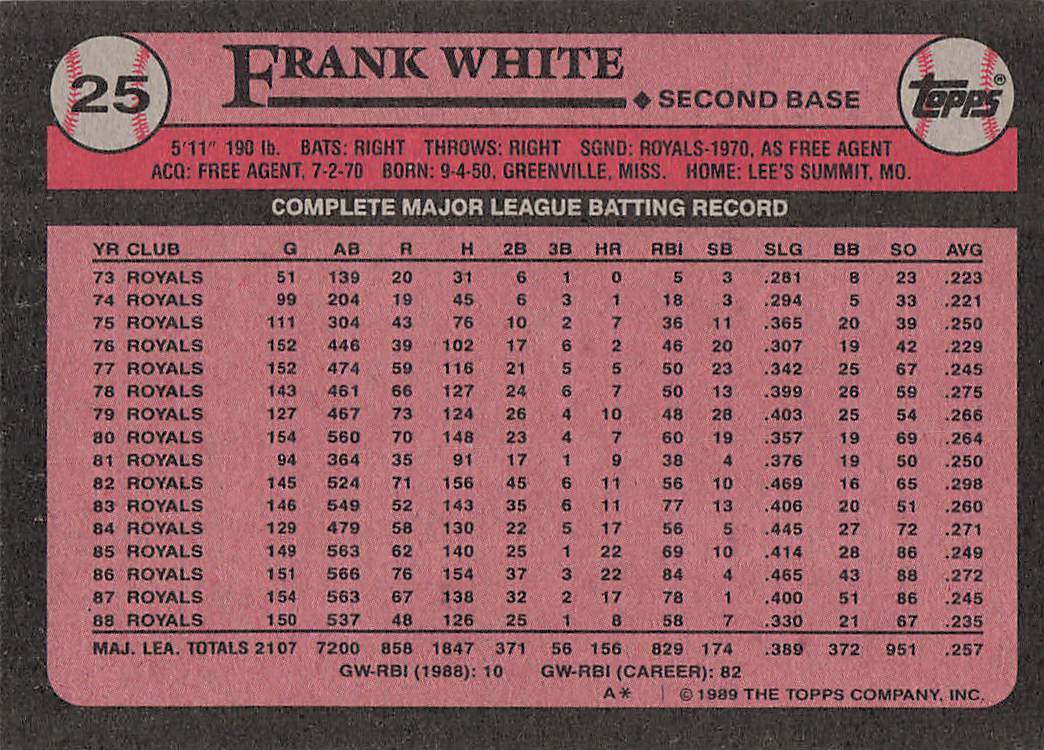 25
FRANK WHITE
◆ SECOND BASE
TOPPS®
5'11" 190 lb. BATS: RIGHT THROWS: RIGHT SGND: ROYALS-1970, AS FREE AGENT
ACQ: FREE AGENT, 7-2-70 BORN: 9-4-50, GREENVILLE, MISS. HOME: LEE'S SUMMIT, MO.
COMPLETE MAJOR LEAGUE BATTING RECORD
YR CLUB G AB R H 2B 3B HR RBI SB SLG BB SO AVG
73 ROYALS 51 139 20 31 6 1 0 5 3 .281 8 23 .223
74 ROYALS 99 204 19 45 6 3 1 18 3 .294 5 33 .221
75 ROYALS 111 304 43 76 10 2 7 36 11 .365 20 39 .250
76 ROYALS 152 446 39 102 17 6 2 46 20 .307 19 42 .229
77 ROYALS 152 474 59 116 21 5 5 50 23 .342 25 67 .245
78 ROYALS 143 461 66 127 24 6 7 50 13 .399 26 59 .275
79 ROYALS 127 467 73 124 26 4 10 48 28 .403 25 54 .266
80 ROYALS 154 560 70 148 23 4 7 60 19 .357 19 69 .264
81 ROYALS 94 364 35 91 17 1 9 38 4 .376 19 50 .250
82 ROYALS 145 524 71 156 45 6 11 56 10 .469 16 65 .298
83 ROYALS 146 549 52 143 35 6 11 77 13 .406 20 51 .260
84 ROYALS 129 479 58 130 22 5 17 56 5 .445 27 72 .271
85 ROYALS 149 563 62 140 25 1 22 69 10 .414 28 86 .249
86 ROYALS 151 566 76 154 37 3 22 84 4 .465 43 88 .272
87 ROYALS 154 563 67 138 32 2 17 78 1 .400 51 86 .245
88 ROYALS 150 537 48 126 25 1 8 58 7 .330 21 67 .235
MAJ. LEA. TOTALS 2107 7200 858 1847 371 56 156 829 174 .389 372 951 .257
GW-RBI (1988): 10 GW-RBI (CAREER): 82
A* | © 1989 THE TOPPS COMPANY, INC.